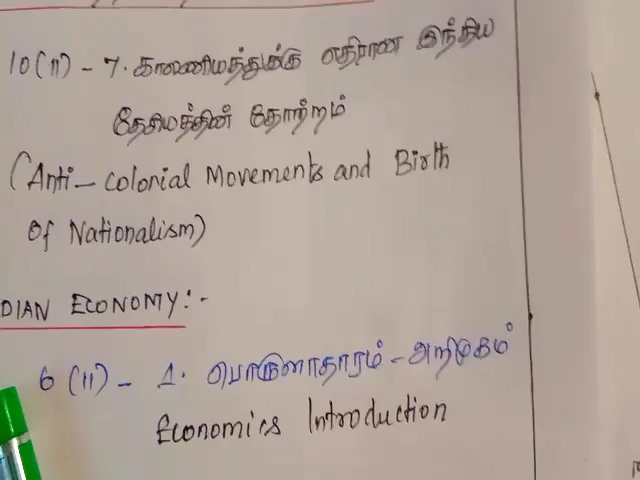 10(11) - 7. காலனியத்துக்கு எதிரான இந்திய
தேசியத்தின் தோற்றம்
(Anti-colonial Movements and Birth
of Nationalism)
DIAN ECONOMY:-
6 (11) - 1. பொருளாதாரம் - அறிமுகம்
Economics Introduction